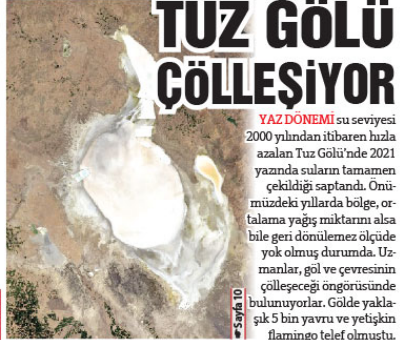 TUZ GÖLÜ
ÇÖLLEŞİYOR
YAZ DÖNEMİ su seviyesi
2000 yılından itibaren hızla
azalan Tuz Gölü'nde 2021
yazında suların tamamen
çekildiği saptandı. Önü-
müzdeki yıllarda bölge, or-
talama yağış miktarını alsa
bile geri dönülemez ölçüde
yok olmuş durumda. Uz-
manlar, göl ve çevresinin
çölleşeceği öngörüsünde
bulunuyorlar. Gölde yakla-
şık 5 bin yavru ve yetişkin
flamingo telef olmuştu.
Sayfa 10